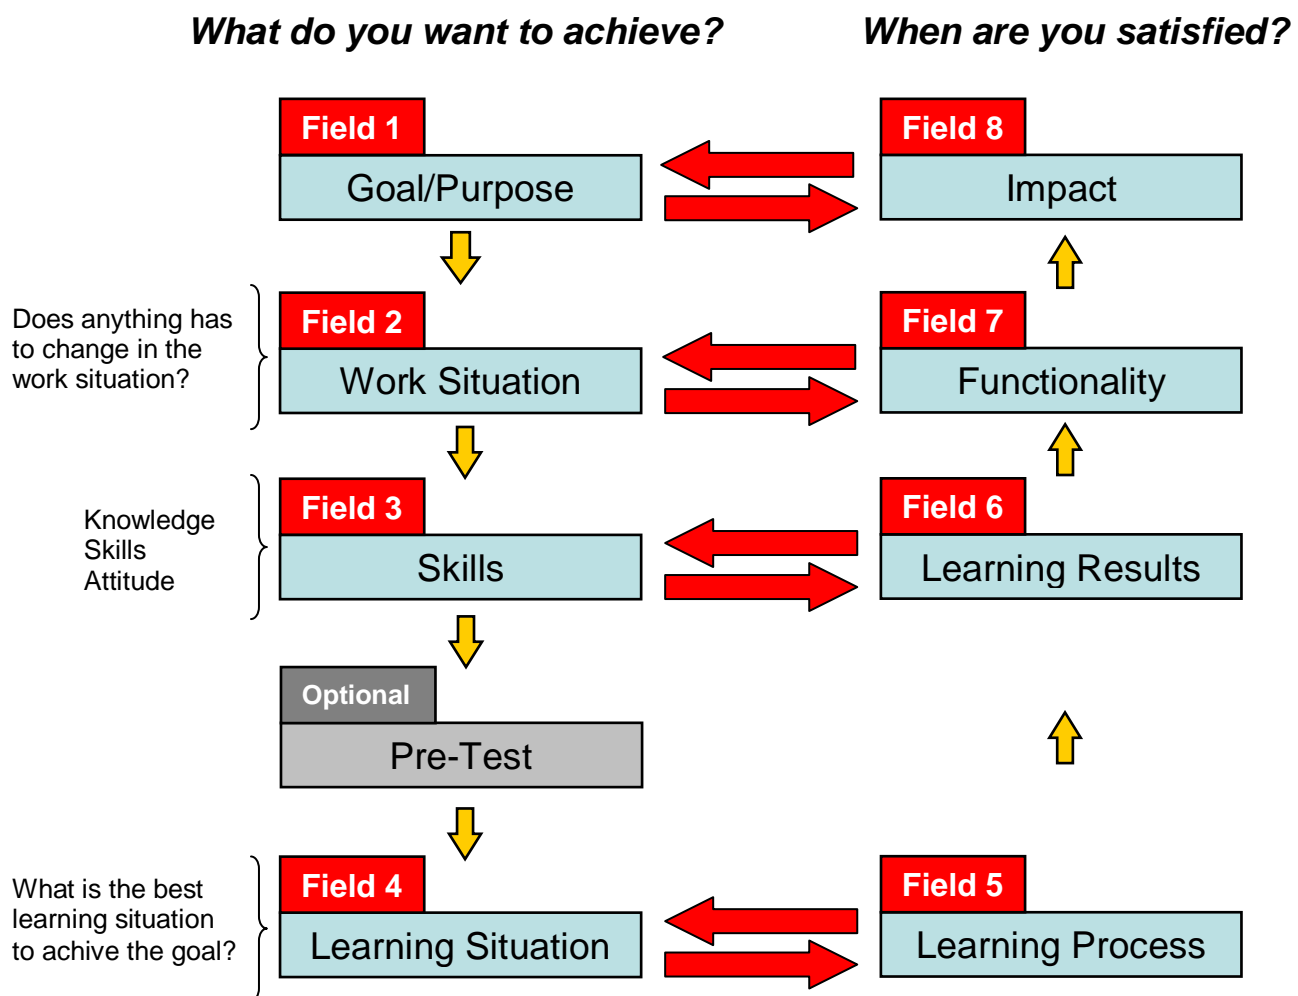 What do you want to achieve?
When are you satisfied?
Field 1
Goal/Purpose
Field 8
Impact
Does anything has
to change in the
work situation?
Field 2
Work Situation
Field 7
Functionality
Knowledge
Skills
Attitude
Field 3
Skills
Field 6
Learning Results
Optional
Pre-Test
What is the best
learning situation
to achive the goal?
Field 4
Learning Situation
Field 5
Learning Process